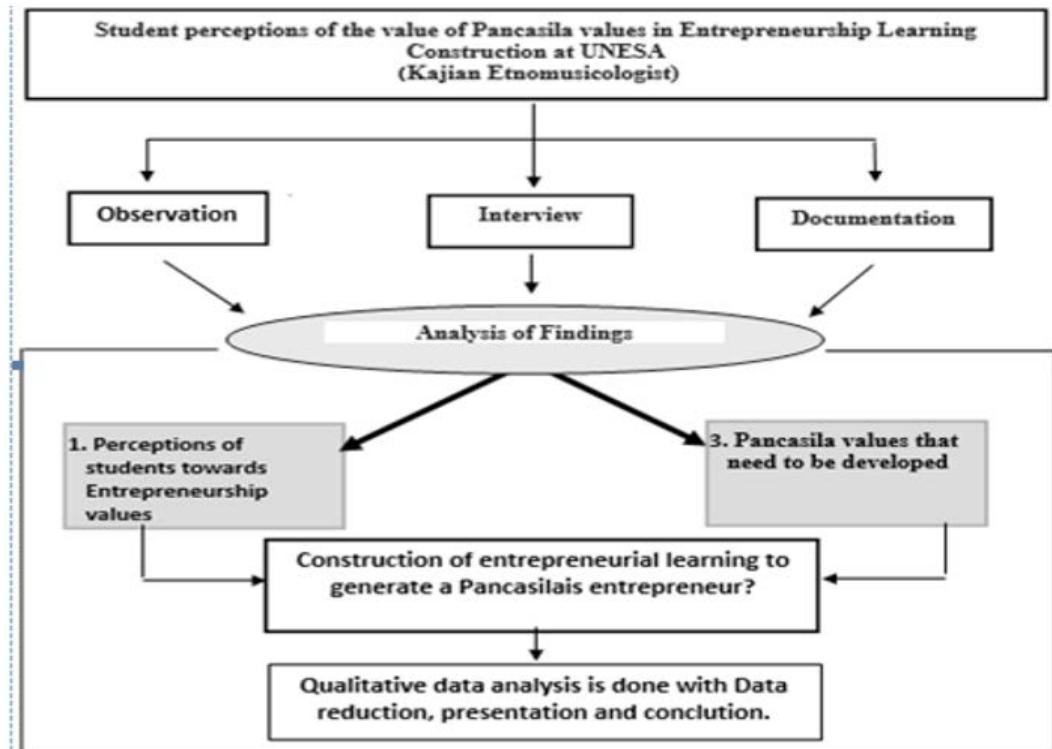 Student perceptions of the value of Pancasila values in Entrepreneurship Learning
Construction at UNESA
(Kajian Etnomusicologist)
Observation
Interview
Documentation
Analysis of Findings
1. Perceptions of
students towards
Entrepreneurship
values
3. Pancasila values that
need to be developed
Construction of entrepreneurial learning to
generate a Pancasilais entrepreneur?
Qualitative data analysis is done with Data
reduction, presentation and conclution.